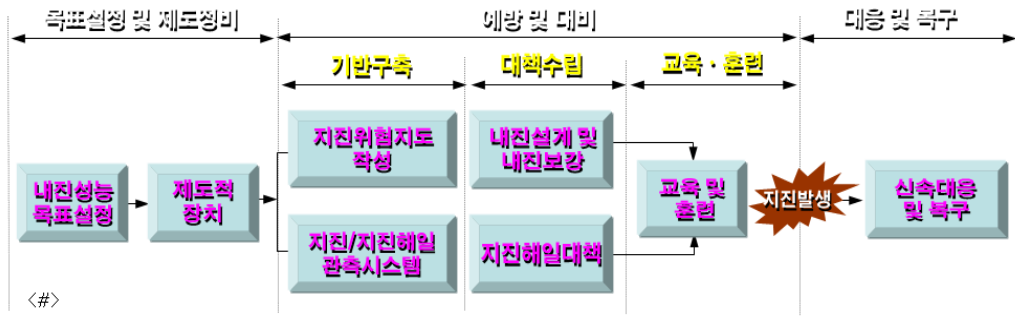 목표설정 및 제도정비
예방 및 대비
대응 및 복구
기반구축
대책수립
교육 · 훈련
내진성능
목표설정
제도적
장치
지진위험지도
작성
지진/지진해일
관측시스템
내진설계 및
내진보강
지진해일대책
교육 및
훈련
지진발생
신속대응
및 복구
<#>